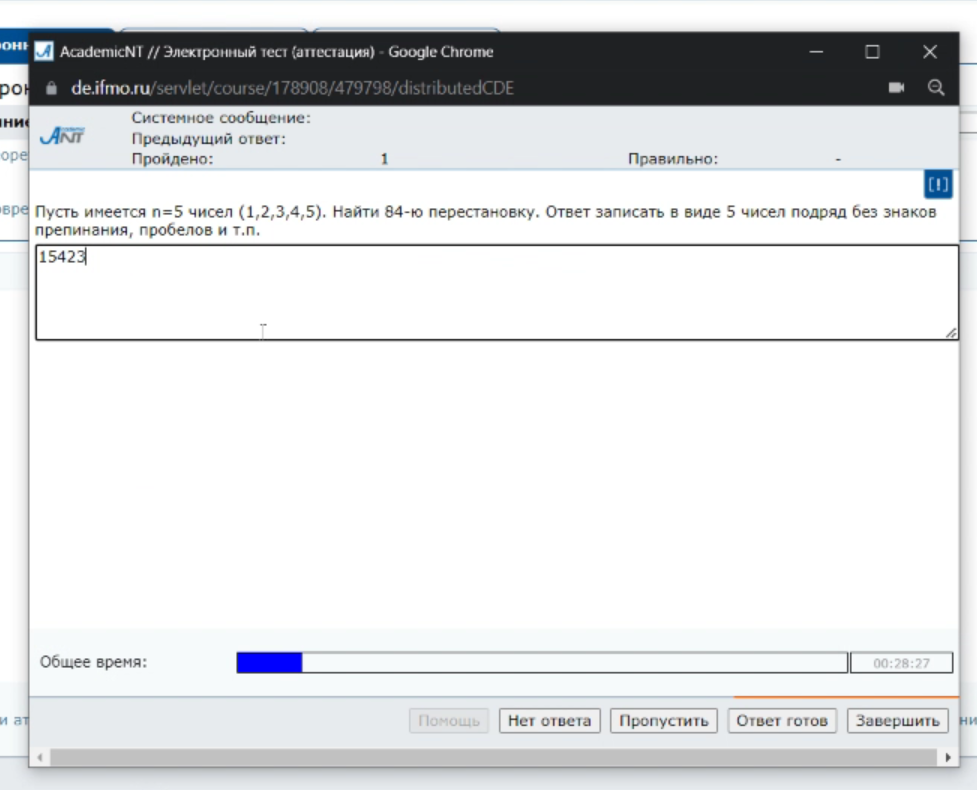 AcademicNT // Электронный тест (аттестация) - Google Chrome
de.ifmo.ru/servlet/course/178908/479798/distributedCDE
ANT
Системное сообщение:
Предыдущий ответ:
Пройдено: 1 Правильно: -
[!]
Пусть имеется n=5 чисел (1,2,3,4,5). Найти 84-ю перестановку. Ответ записать в виде 5 чисел подряд без знаков
препинания, пробелов и т.п.
15423
Общее время: 00:28:27
Помощь Нет ответа Пропустить Ответ готов Завершить